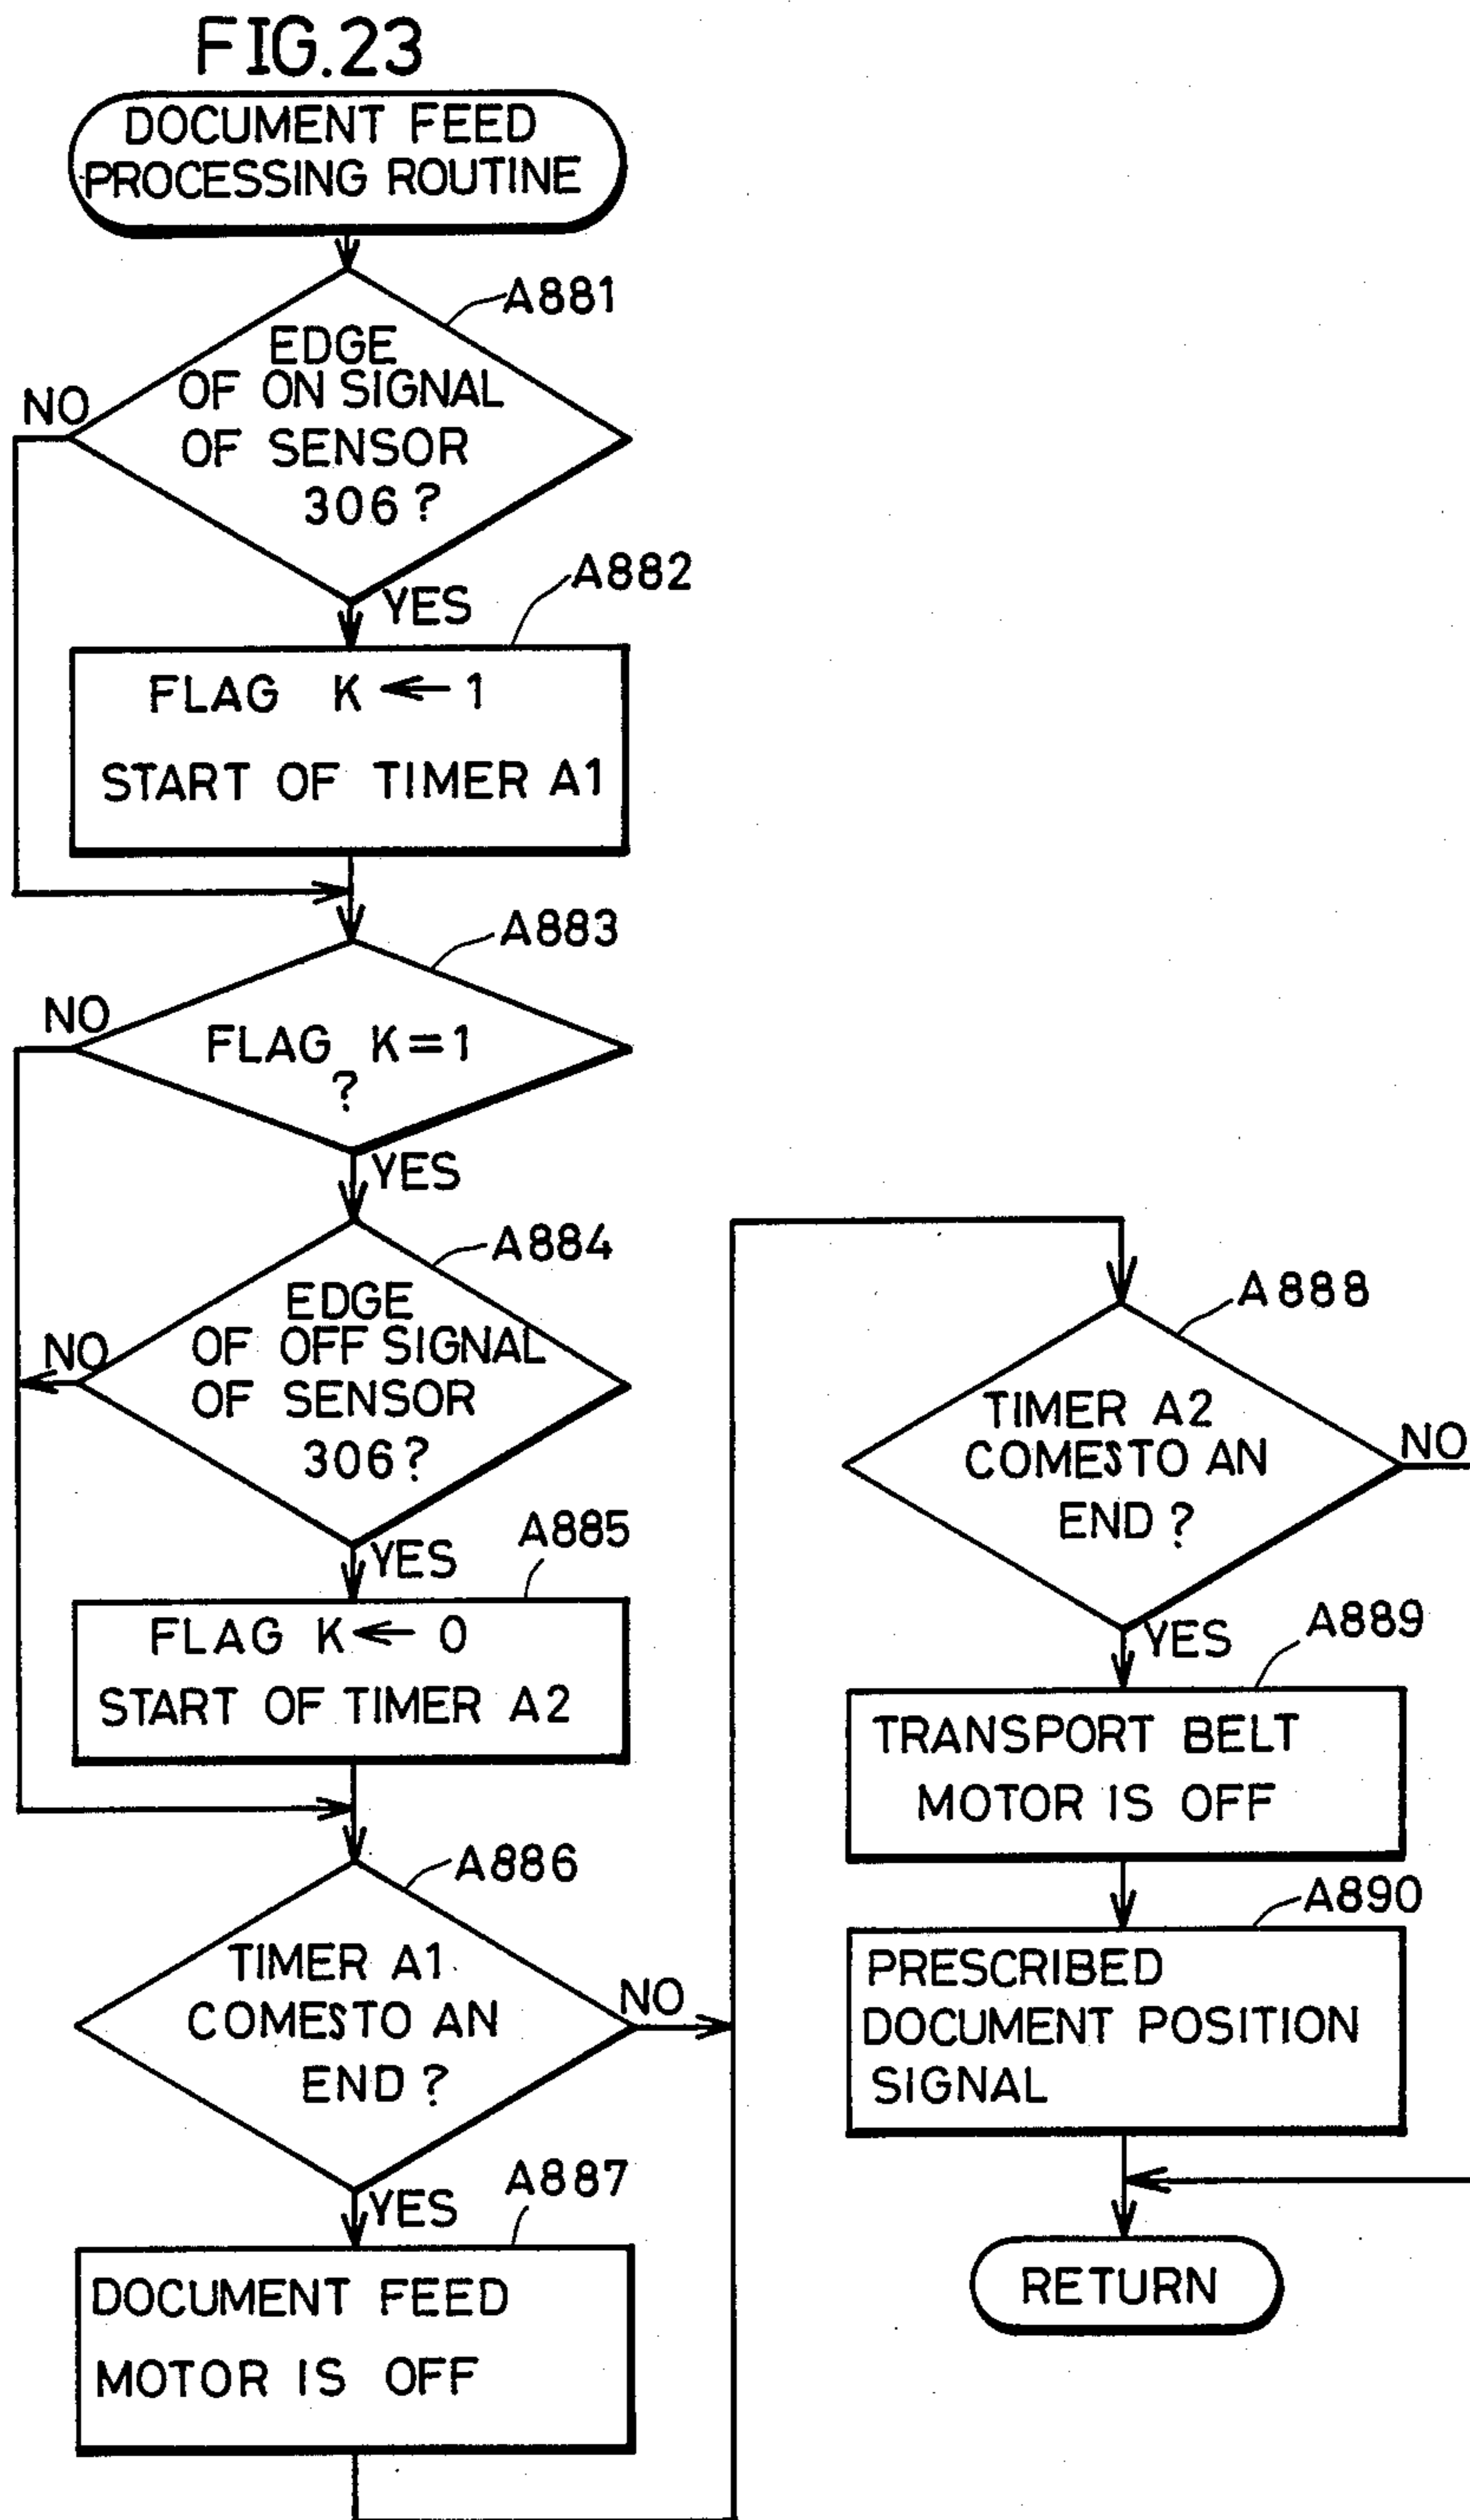 FIG.23
DOCUMENT FEED
PROCESSING ROUTINE
A881
EDGE
OF ON SIGNAL
OF SENSOR
306?
NO
YES
A882
FLAG K ← 1
START OF TIMER A1
A883
NO
FLAG K=1
?
YES
A884
EDGE
OF OFF SIGNAL
OF SENSOR
306?
NO
YES
A885
FLAG K ← 0
START OF TIMER A2
A886
TIMER A1
COMES TO AN
END?
NO
YES
A887
DOCUMENT FEED
MOTOR IS OFF
A888
TIMER A2
COMES TO AN
END?
NO
YES
A889
TRANSPORT BELT
MOTOR IS OFF
A890
PRESCRIBED
DOCUMENT POSITION
SIGNAL
RETURN